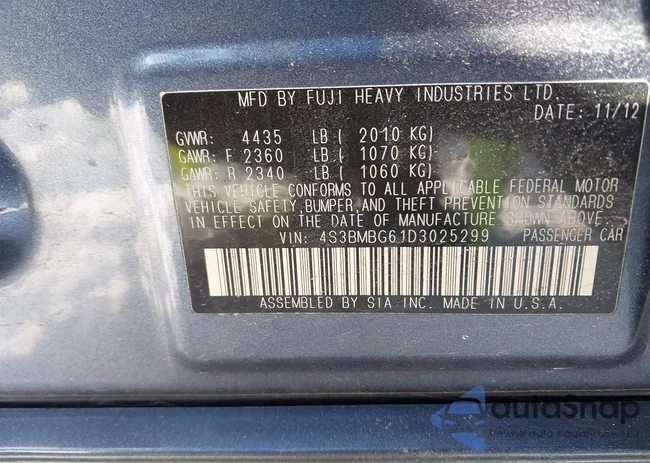 MFD BY FUJI HEAVY INDUSTRIES LTD.
DATE: 11/12
GVWR: 4435 LB ( 2010 KG)
GAWR: F 2360 LB ( 1070 KG)
GAWR: R 2340 LB ( 1060 KG)
THIS VEHICLE CONFORMS TO ALL APPLICABLE FEDERAL MOTOR
VEHICLE SAFETY,BUMPER,AND THEFT PREVENTION STANDARDS
IN EFFECT ON THE DATE OF MANUFACTURE SHOWN ABOVE.
VIN: 4S3BMBG61D3025299 PASSENGER CAR
ASSEMBLED BY SIA INC. MADE IN U.S.A.
autoSnap